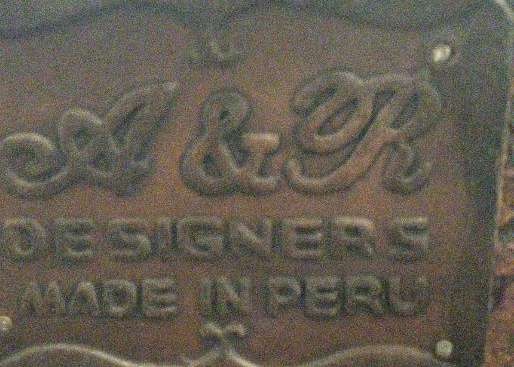 A & R
DESIGNERS
MADE IN PERU